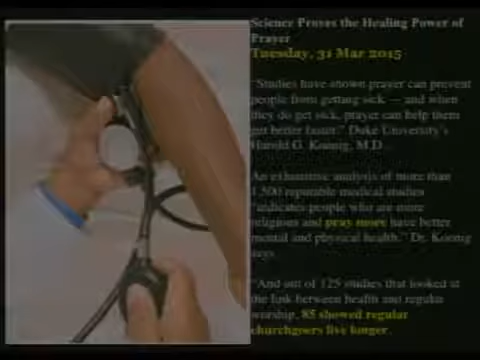 Science Proves the Healing Power of
Prayer
Tuesday, 31 Mar 2015
“Studies have shown prayer can prevent
people from getting sick — and when
they do get sick, prayer can help them
get better faster.” Duke University's
Harold G. Koenig, M.D.
An exhaustive analysis of more than
1,500 reputable medical studies
“indicates people who are more
religious and pray more have better
mental and physical health,” Dr. Koenig
says.
“And out of 125 studies that looked at
the link between health and regular
worship, 85 showed regular
churchgoers live longer.